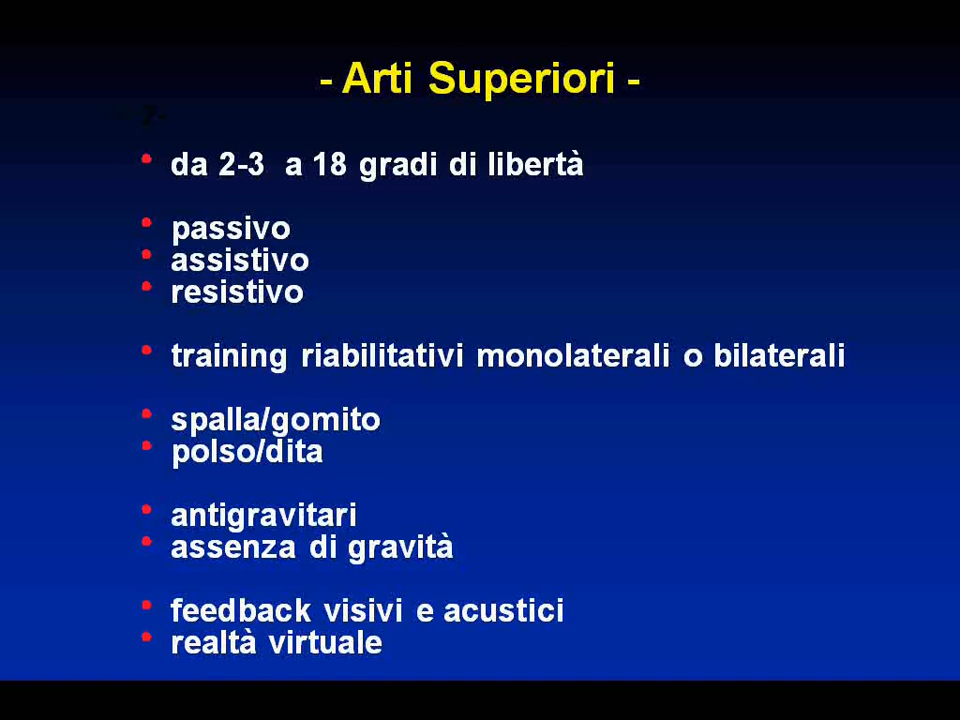 - Arti Superiori -
• da 2-3 a 18 gradi di libertà
• passivo
• assistivo
• resistivo
• training riabilitativi monolaterali o bilaterali
• spalla/gomito
• polso/dita
• antigravitari
• assenza di gravità
• feedback visivi e acustici
• realtà virtuale